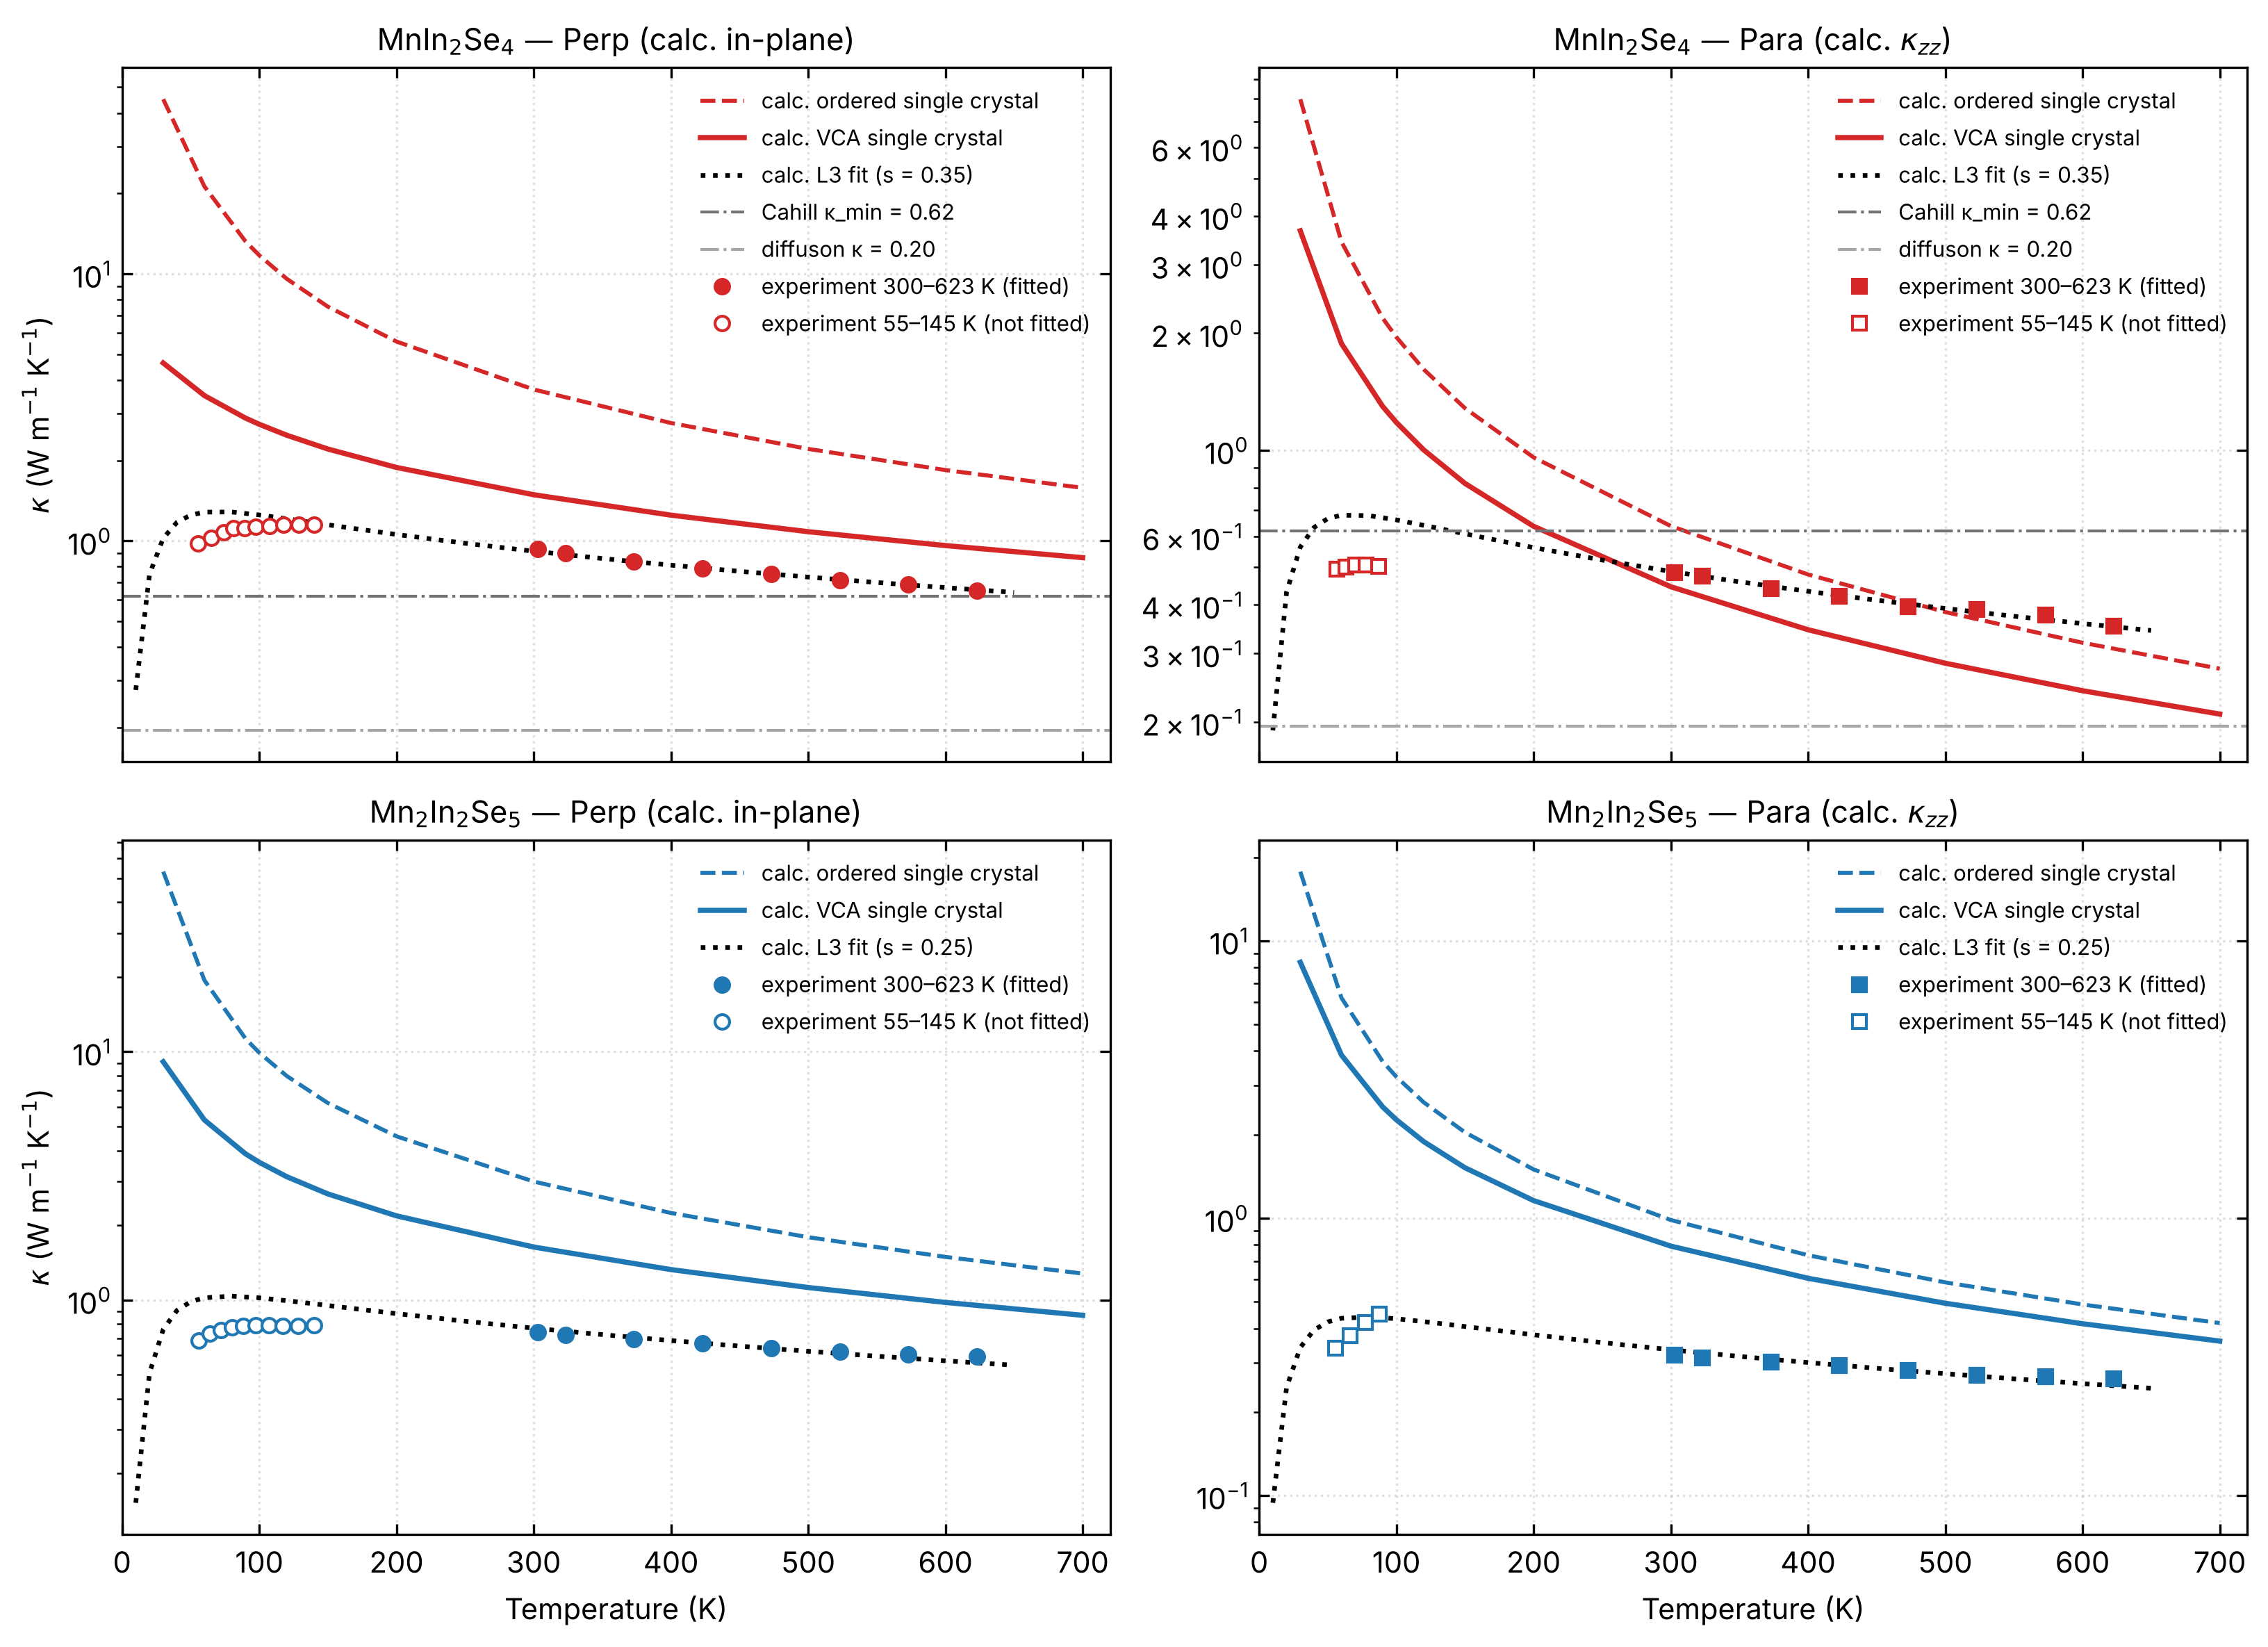 MnIn₂Se₄ — Perp (calc. in-plane)
κ (W m⁻¹ K⁻¹)
10¹
10⁰
calc. ordered single crystal
calc. VCA single crystal
calc. L3 fit (s = 0.35)
Cahill κ_min = 0.62
diffuson κ = 0.20
experiment 300–623 K (fitted)
experiment 55–145 K (not fitted)
MnIn₂Se₄ — Para (calc. κ_zz)
6 × 10⁰
4 × 10⁰
3 × 10⁰
2 × 10⁰
10⁰
6 × 10⁻¹
4 × 10⁻¹
3 × 10⁻¹
2 × 10⁻¹
calc. ordered single crystal
calc. VCA single crystal
calc. L3 fit (s = 0.35)
Cahill κ_min = 0.62
diffuson κ = 0.20
experiment 300–623 K (fitted)
experiment 55–145 K (not fitted)
Mn₂In₂Se₅ — Perp (calc. in-plane)
κ (W m⁻¹ K⁻¹)
10¹
10⁰
calc. ordered single crystal
calc. VCA single crystal
calc. L3 fit (s = 0.25)
experiment 300–623 K (fitted)
experiment 55–145 K (not fitted)
0 100 200 300 400 500 600 700
Temperature (K)
Mn₂In₂Se₅ — Para (calc. κ_zz)
10¹
10⁰
10⁻¹
calc. ordered single crystal
calc. VCA single crystal
calc. L3 fit (s = 0.25)
experiment 300–623 K (fitted)
experiment 55–145 K (not fitted)
0 100 200 300 400 500 600 700
Temperature (K)